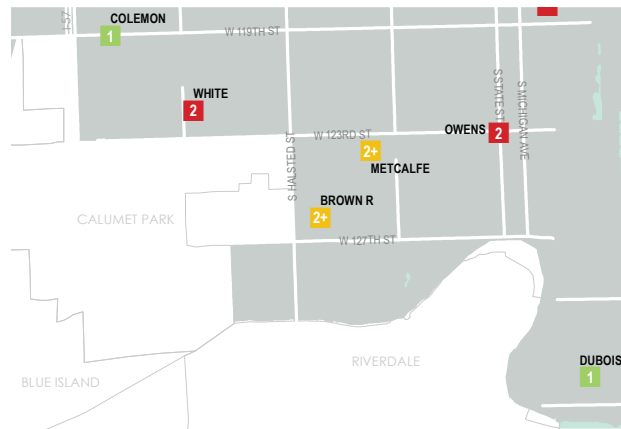 I-57
COLEMON
1
W 119TH ST
WHITE
2
S STATE ST
S MICHIGAN AVE
S HALSTED ST
W 123RD ST
OWENS
2
2+
METCALFE
BROWN R
2+
CALUMET PARK
W 127TH ST
RIVERDALE
DUBOIS
1
BLUE ISLAND